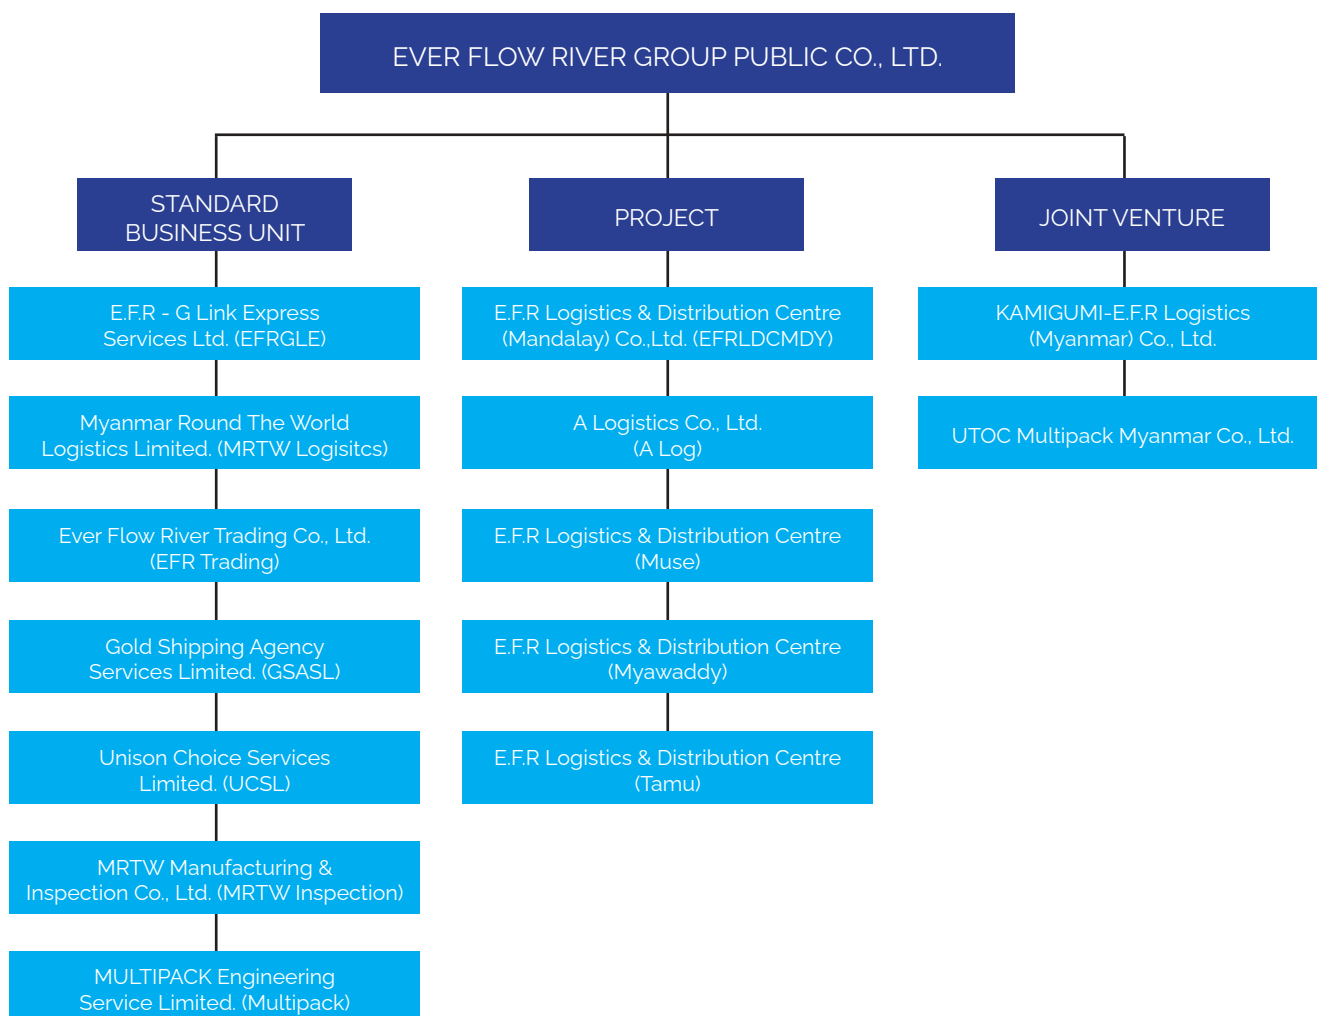 EVER FLOW RIVER GROUP PUBLIC CO., LTD.
STANDARD
BUSINESS UNIT
E.F.R - G Link Express
Services Ltd. (EFRGLE)
Myanmar Round The World
Logistics Limited. (MRTW Logisitcs)
Ever Flow River Trading Co., Ltd.
(EFR Trading)
Gold Shipping Agency
Services Limited. (GSASL)
Unison Choice Services
Limited. (UCSL)
MRTW Manufacturing &
Inspection Co., Ltd. (MRTW Inspection)
MULTIPACK Engineering
Service Limited. (Multipack)
PROJECT
E.F.R Logistics & Distribution Centre
(Mandalay) Co.,Ltd. (EFRLDCMDY)
A Logistics Co., Ltd.
(A Log)
E.F.R Logistics & Distribution Centre
(Muse)
E.F.R Logistics & Distribution Centre
(Myawaddy)
E.F.R Logistics & Distribution Centre
(Tamu)
JOINT VENTURE
KAMIGUMI-E.F.R Logistics
(Myanmar) Co., Ltd.
UTOC Multipack Myanmar Co., Ltd.